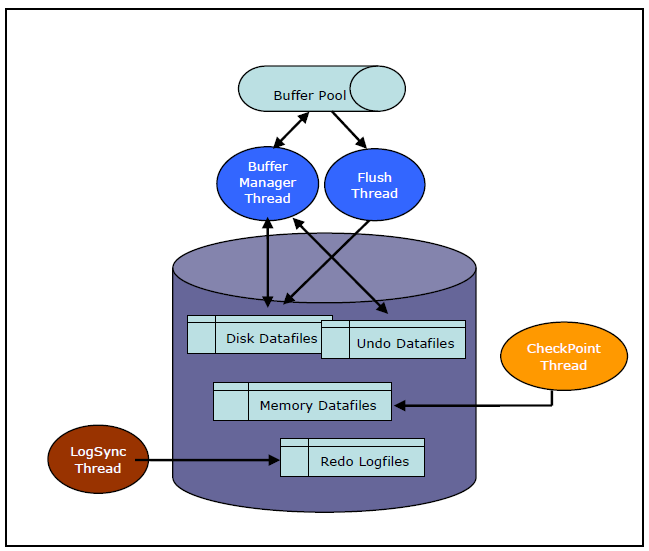 Buffer Pool
Buffer
Manager
Thread
Flush
Thread
Disk Datafiles
Undo Datafiles
CheckPoint
Thread
Memory Datafiles
LogSync
Thread
Redo Logfiles